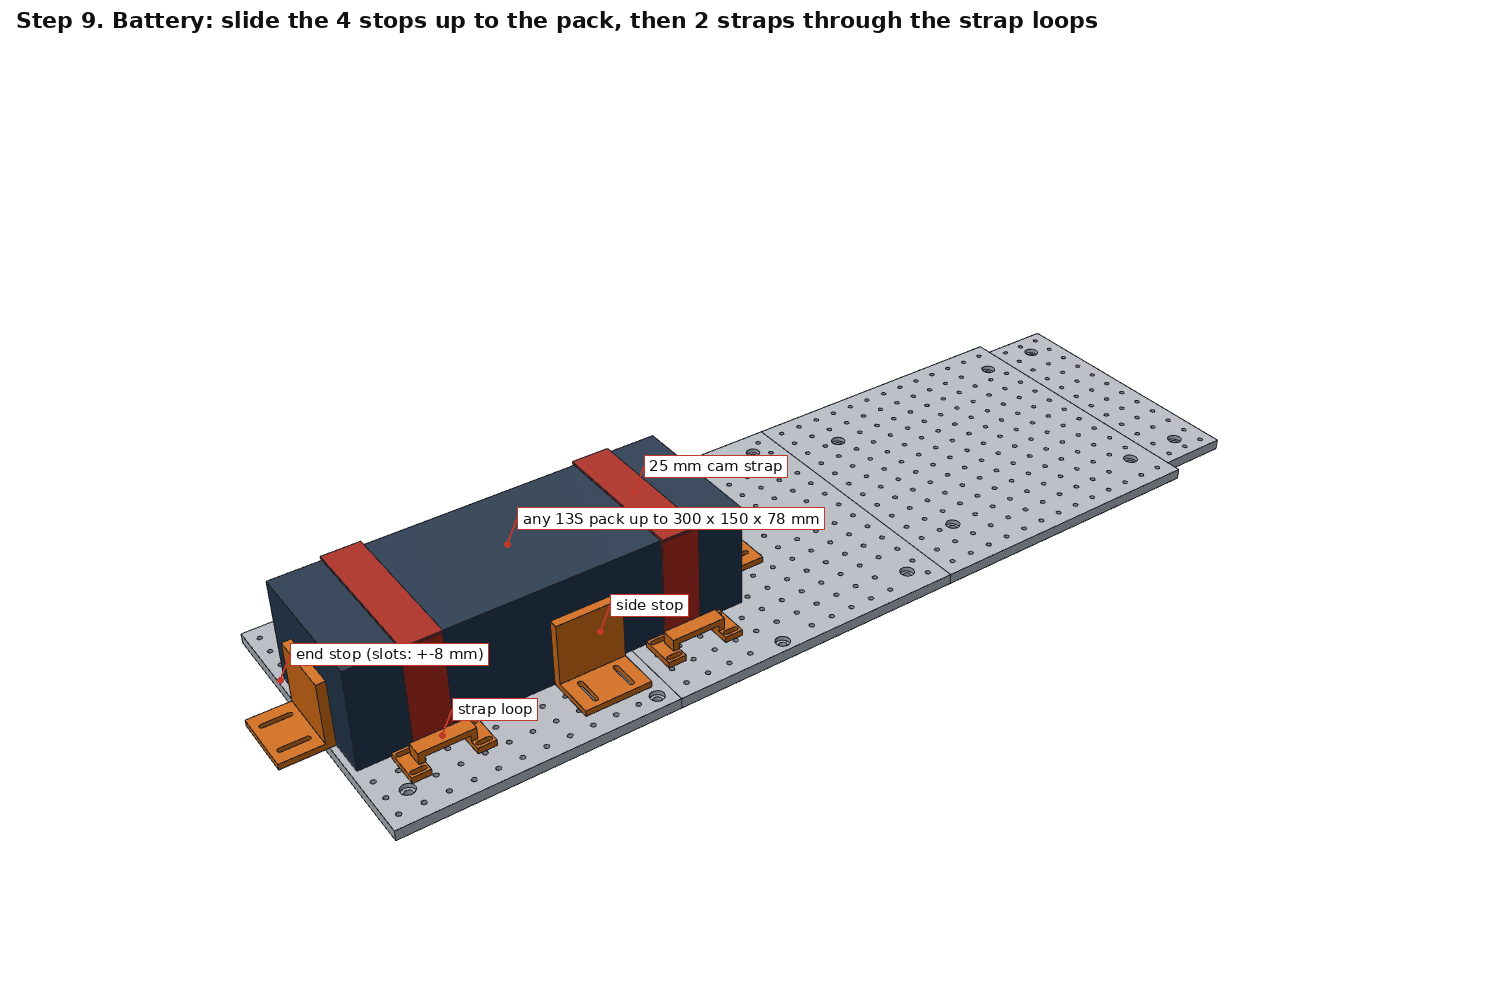 Step 9. Battery: slide the 4 stops up to the pack, then 2 straps through the strap loops
25 mm cam strap
any 13S pack up to 300 x 150 x 78 mm
side stop
end stop (slots: +-8 mm)
strap loop